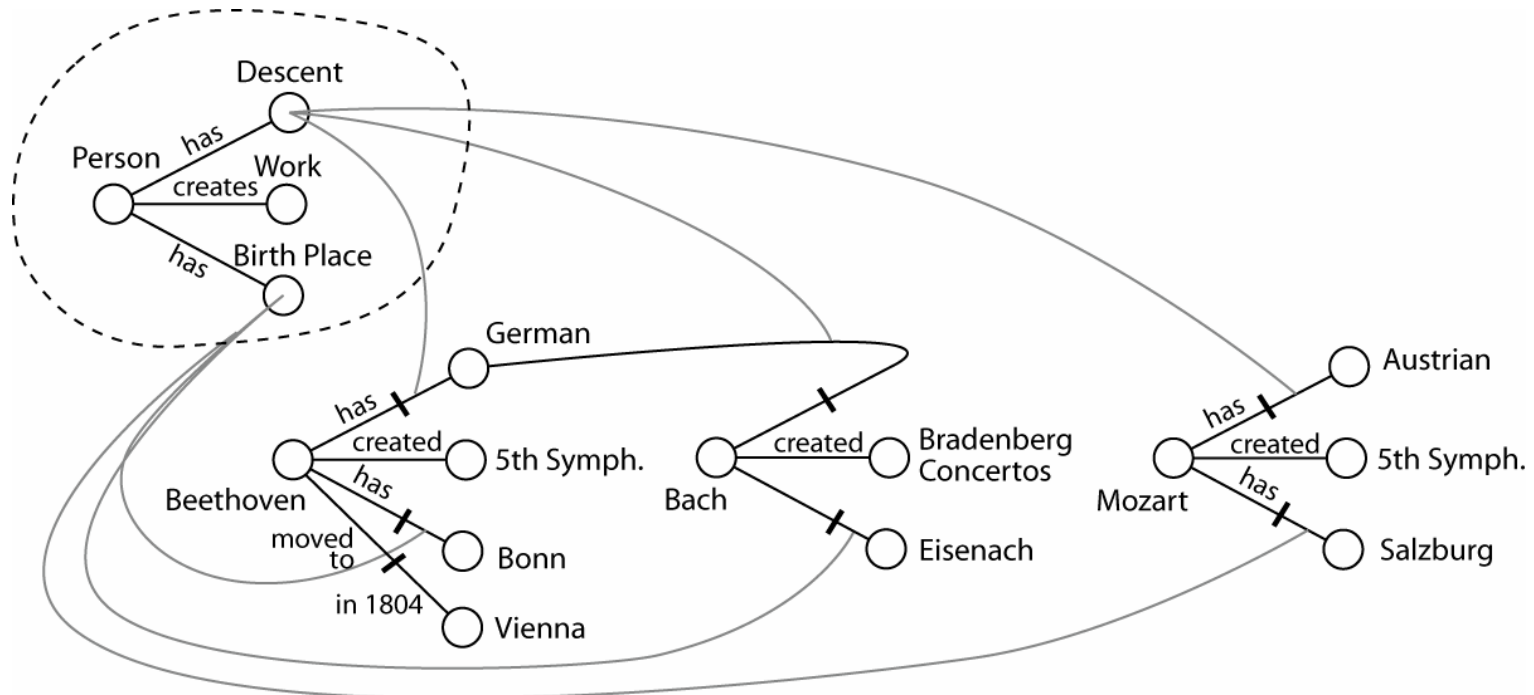 Descent
has
Person
Work
creates
Birth Place
has
German
has
created
5th Symph.
has
Beethoven
moved
to
Bonn
in 1804
Vienna
created
Bradenberg
Concertos
Bach
Eisenach
Austrian
has
created
5th Symph.
has
Mozart
Salzburg